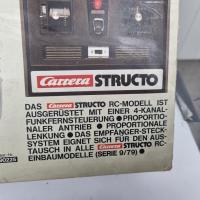 Carrera STRUCTO
DAS Carrera STRUCTO RC-MODELL IST
AUSGERÜSTET MIT EINER 4-KANAL-
FUNKFERNSTEUERUNG ● PROPORTIO-
NALER ANTRIEB ● PROPORTIONALE
LENKUNG ● DAS EMPFÄNGER-STECK-
SYSTEM EIGNET SICH FÜR DEN AUS-
TAUSCH IN ALLE Carrera STRUCTO RC-
EINBAUMODELLE (SERIE 9/79) ●